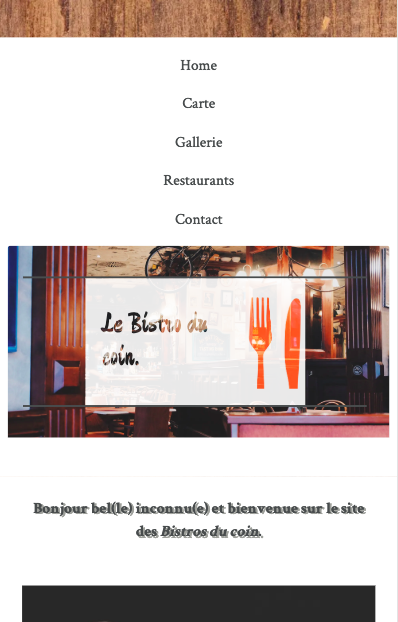 Home
Carte
Gallerie
Restaurants
Contact
Le Bistro du
coin.
Bonjour bel(le) inconnu(e) et bienvenue sur le site
des Bistros du coin.